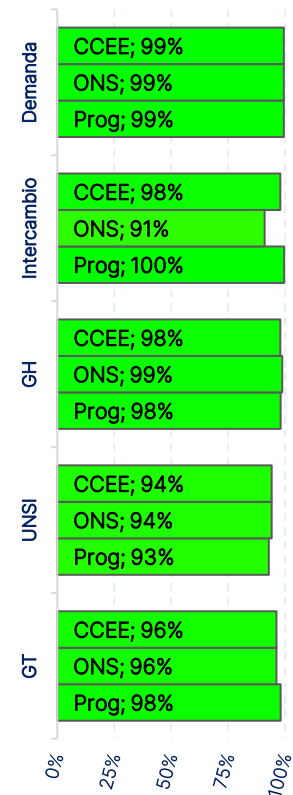 Demanda
CCEE; 99%
ONS; 99%
Prog; 99%
Intercambio
CCEE; 98%
ONS; 91%
Prog; 100%
GH
CCEE; 98%
ONS; 99%
Prog; 98%
UNSI
CCEE; 94%
ONS; 94%
Prog; 93%
GT
CCEE; 96%
ONS; 96%
Prog; 98%
0% 25% 50% 75% 100%